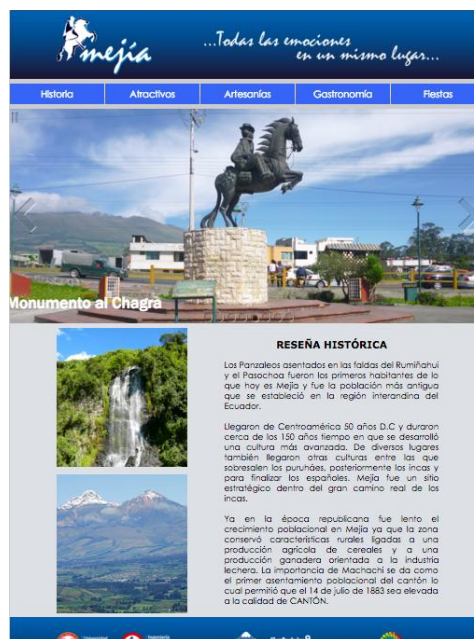 mejía
...Todas las emociones
en un mismo lugar...
Historia
Atractivos
Artesanías
Gastronomía
Fiestas
Monumento al Chagra
RESEÑA HISTÓRICA
Los Panzaleos asentados en las faldas del Rumiñahui
y el Pasochoa fueron los primeros habitantes de lo
que hoy es Mejía y fue la población más antigua
que se estableció en la región interandina del
Ecuador.
Llegaron de Centroamérica 50 años D.C y duraron
cerca de los 150 años tiempo en que se desarrolló
una cultura más avanzada. De diversos lugares
también llegaron otras culturas entre las que
sobresalen los puruháes, posteriormente los incas y
para finalizar los españoles. Mejía fue un sitio
estratégico dentro del gran camino real de los
incas.
Ya en la época republicana fue lento el
crecimiento poblacional en Mejía ya que la zona
conservó características rurales ligadas a una
producción agrícola de cereales y a una
producción ganadera orientada a la industria
lechera. La importancia de Machachi se da como
el primer asentamiento poblacional del cantón lo
cual permitió que el 14 de julio de 1883 sea elevada
a la calidad de CANTÓN.